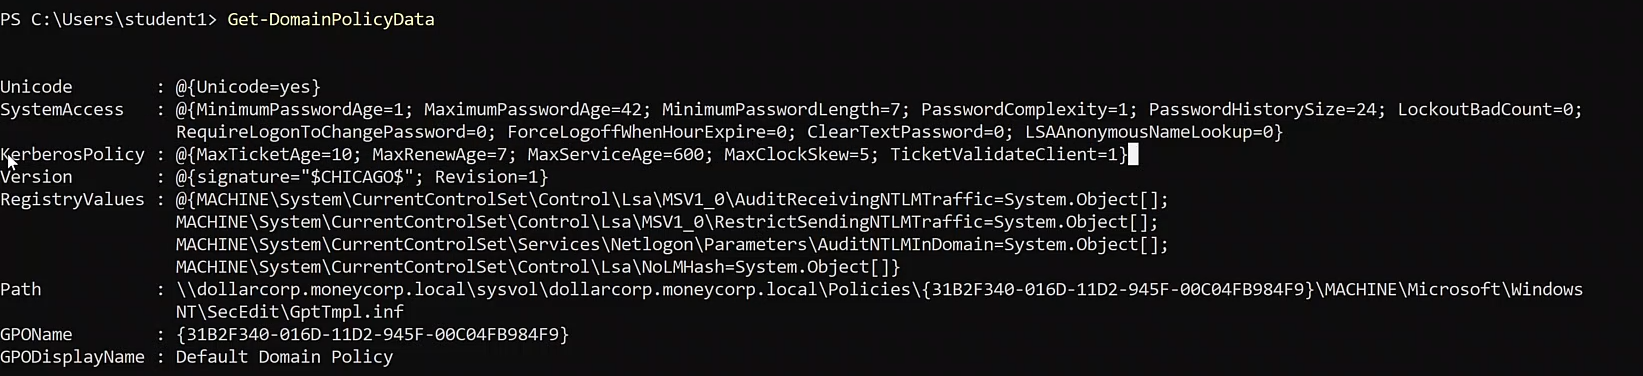 PS C:\Users\student1> Get-DomainPolicyData
Unicode : @{Unicode=yes}
SystemAccess : @{MinimumPasswordAge=1; MaximumPasswordAge=42; MinimumPasswordLength=7; PasswordComplexity=1; PasswordHistorySize=24; LockoutBadCount=0;
RequireLogonToChangePassword=0; ForceLogoffWhenHourExpire=0; ClearTextPassword=0; LSAAnonymousNameLookup=0}
KerberosPolicy : @{MaxTicketAge=10; MaxRenewAge=7; MaxServiceAge=600; MaxClockSkew=5; TicketValidateClient=1}
Version : @{signature="$CHICAGO$"; Revision=1}
RegistryValues : @{MACHINE\System\CurrentControlSet\Control\Lsa\MSV1_0\AuditReceivingNTLMTraffic=System.Object[];
MACHINE\System\CurrentControlSet\Control\Lsa\MSV1_0\RestrictSendingNTLMTraffic=System.Object[];
MACHINE\System\CurrentControlSet\Services\Netlogon\Parameters\AuditNTLMInDomain=System.Object[];
MACHINE\System\CurrentControlSet\Control\Lsa\NoLMHash=System.Object[]}
Path : \\dollarcorp.moneycorp.local\sysvol\dollarcorp.moneycorp.local\Policies\{31B2F340-016D-11D2-945F-00C04FB984F9}\MACHINE\Microsoft\Windows
NT\SecEdit\GptTmpl.inf
GPOName : {31B2F340-016D-11D2-945F-00C04FB984F9}
GPODisplayName : Default Domain Policy